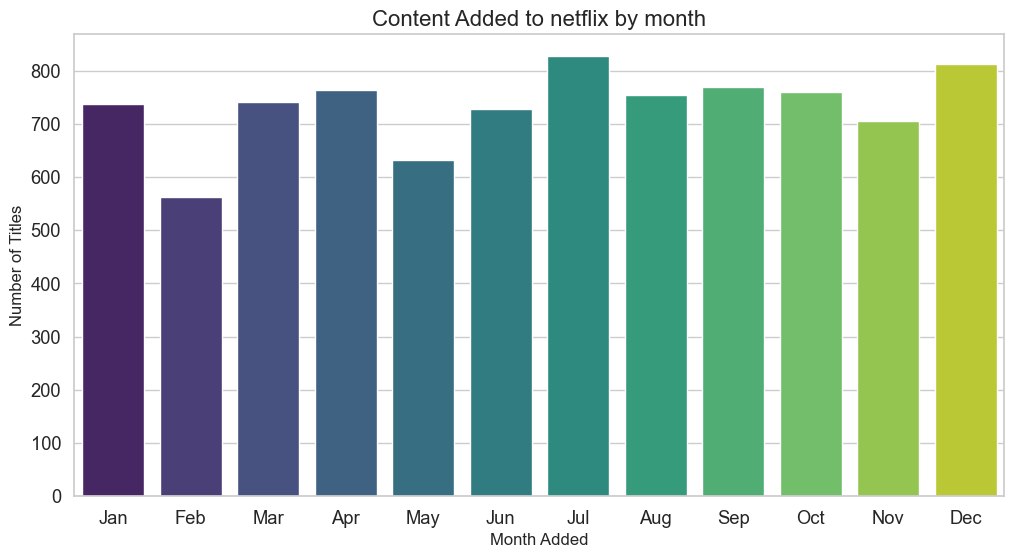 Content Added to netflix by month
Number of Titles
800
700
600
500
400
300
200
100
0
Jan Feb Mar Apr May Jun Jul Aug Sep Oct Nov Dec
Month Added